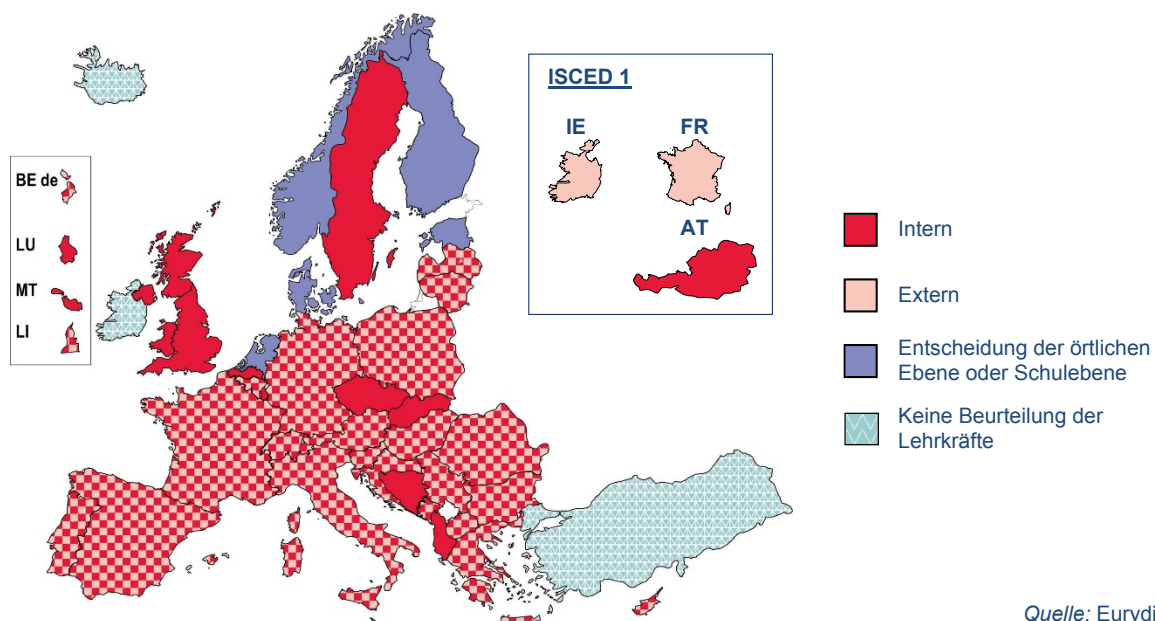 ISCED 1
IE
FR
AT
BE de
LU
MT
LI
Intern
Extern
Entscheidung der örtlichen
Ebene oder Schulebene
Keine Beurteilung der
Lehrkräfte
Quelle: Eurydi